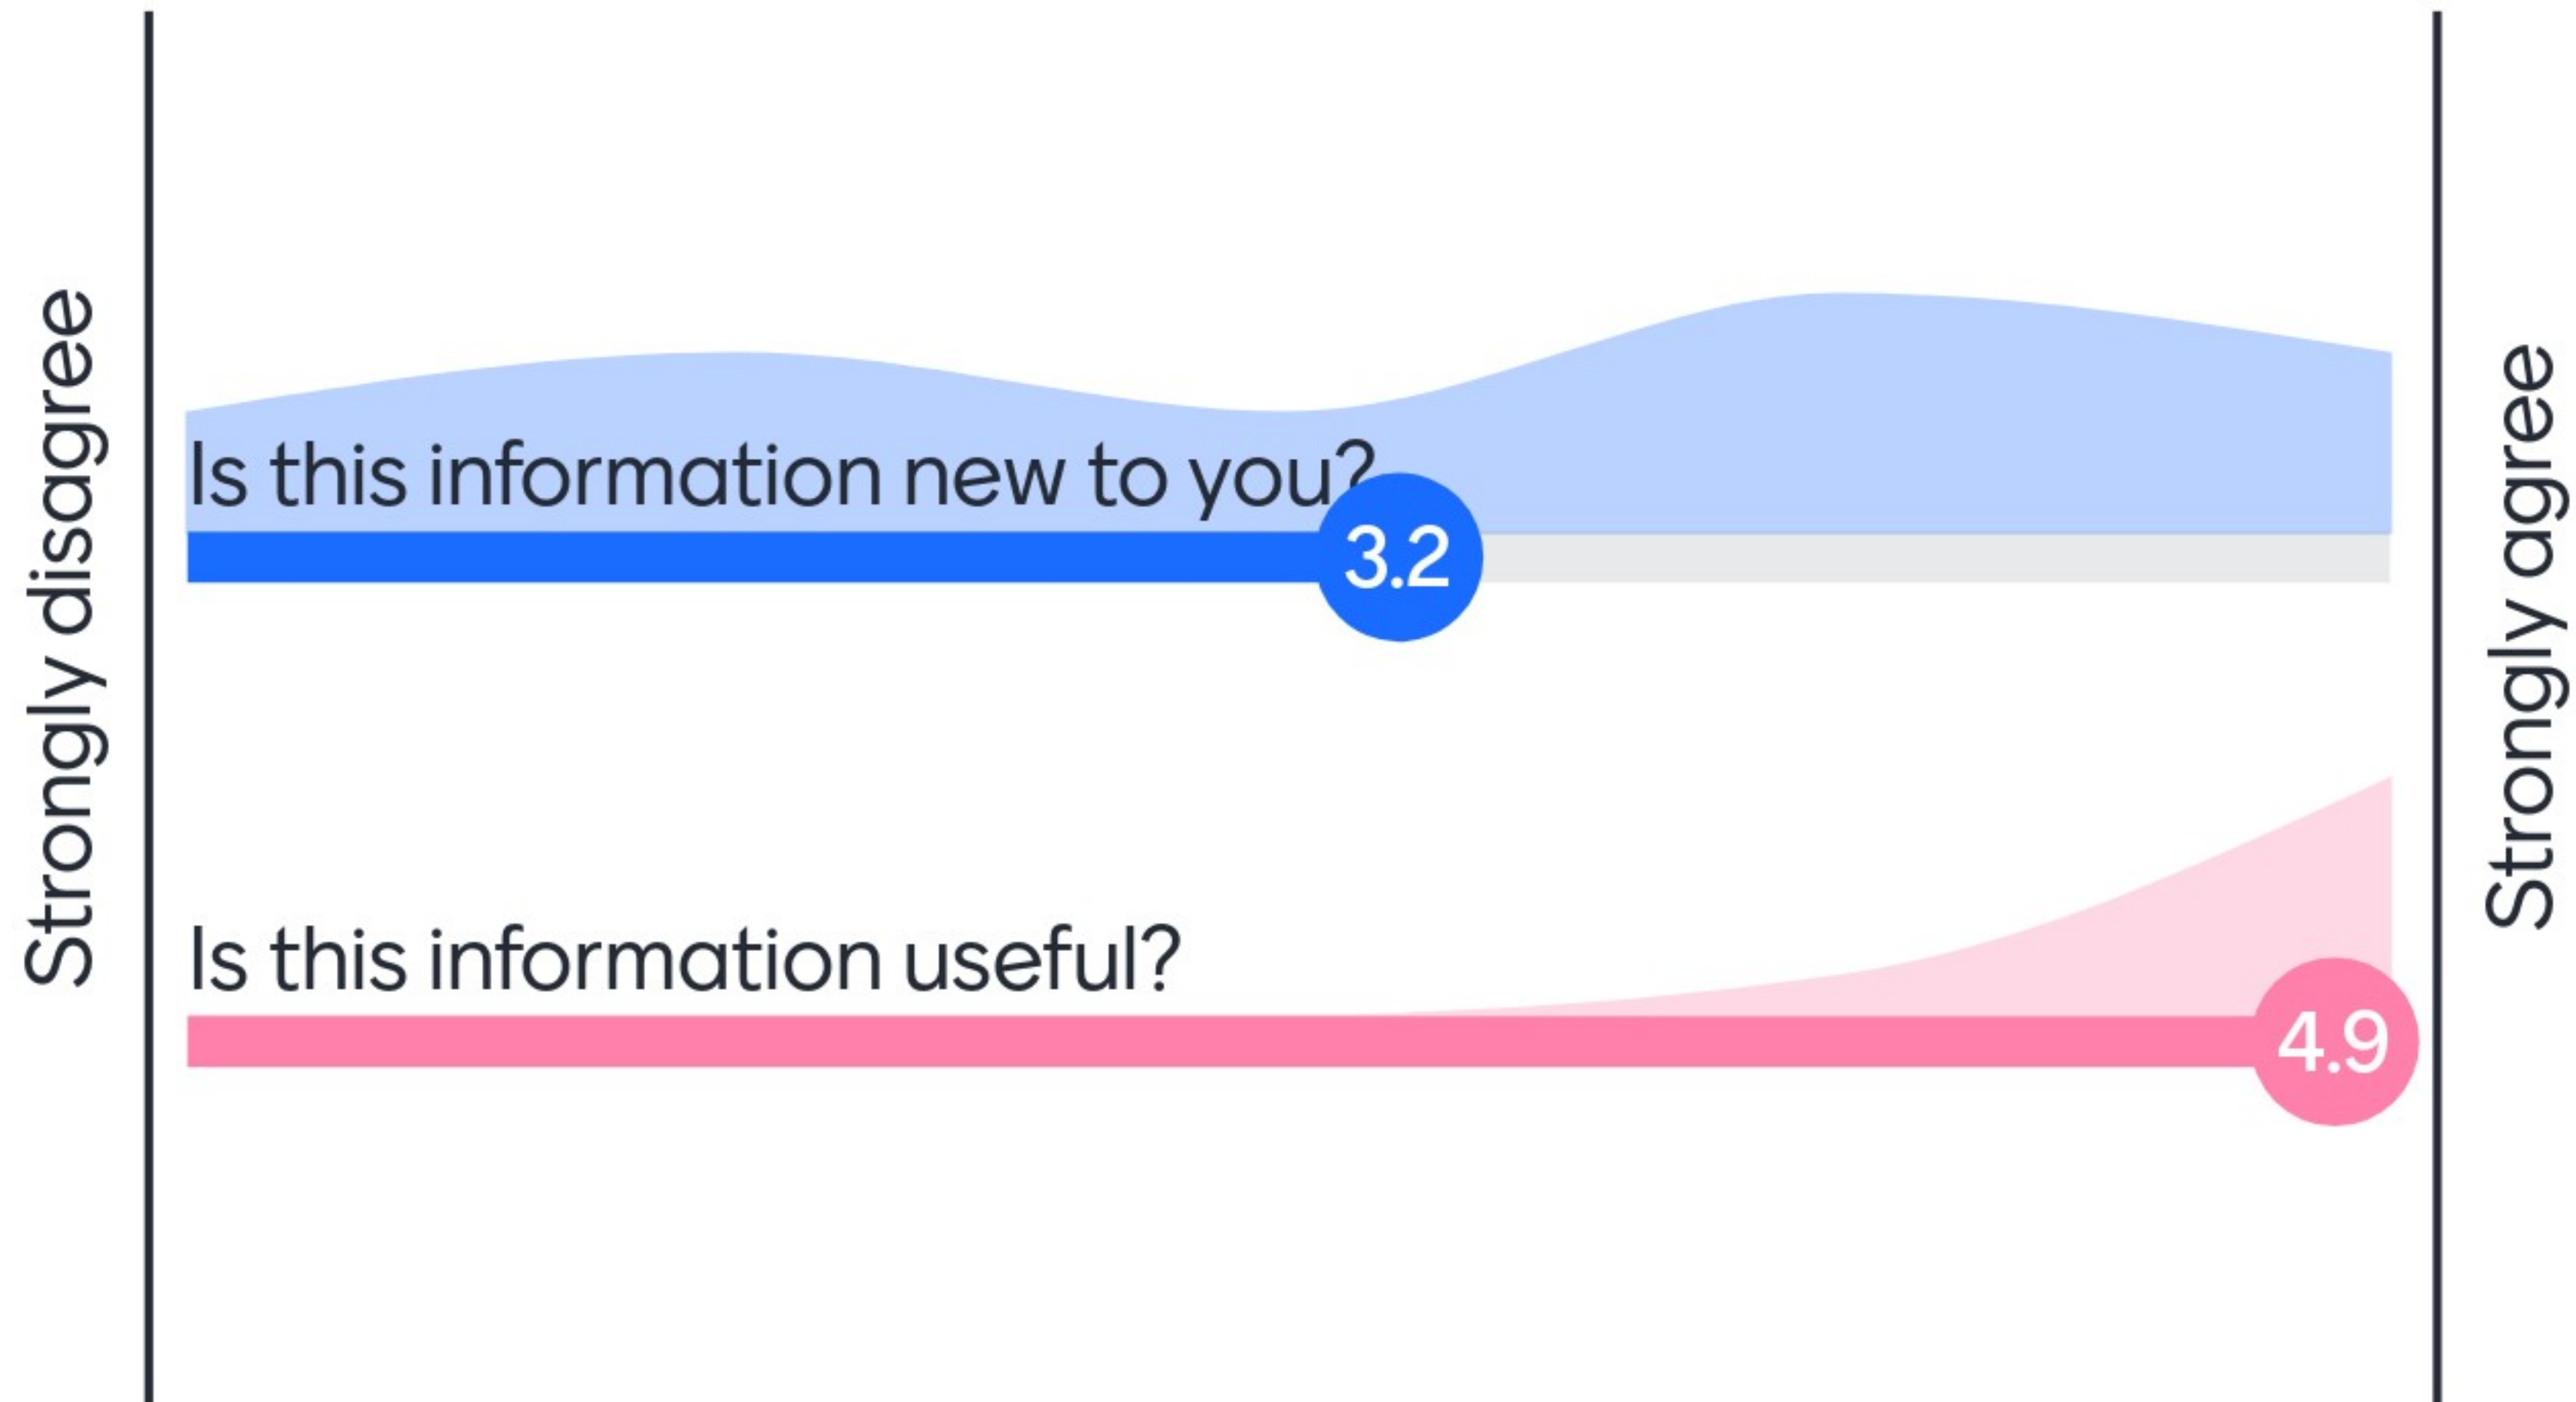 Strongly disagree
Is this information new to you?
3.2
Is this information useful?
4.9
Strongly agree